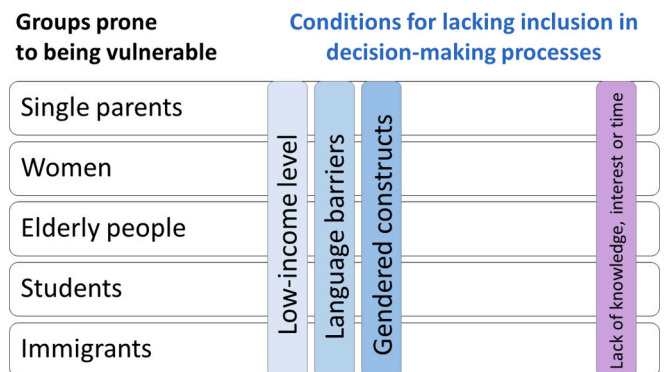 Groups prone
to being vulnerable
Conditions for lacking inclusion in
decision-making processes
Single parents
Women
Elderly people
Students
Immigrants
Low-income level
Language barriers
Gendered constructs
Lack of knowledge, interest or time